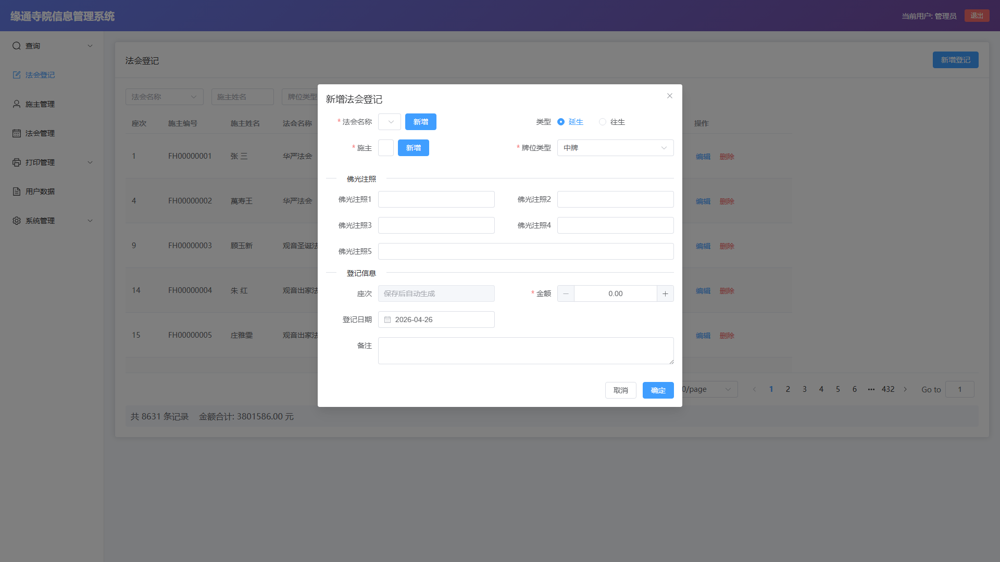 缘通寺院信息管理系统
当前用户: 管理员
退出
查询
法会登记
施主管理
法会管理
打印管理
用户数据
系统管理
法会登记
新增登记
法会名称
施主姓名
牌位类型
座次 施主编号 施主姓名 法会名称 操作
1 FH00000001 张 三 华严法会 编辑 删除
4 FH00000002 萬寿王 华严法会 编辑 删除
9 FH00000003 顾玉新 观音圣诞法 编辑 删除
14 FH00000004 朱 红 观音出家法 编辑 删除
15 FH00000005 庄雅雯 观音出家法 编辑 删除
0/page
1 2 3 4 5 6 ••• 432
Go to 1
共 8631 条记录 金额合计: 3801586.00 元
新增法会登记
* 法会名称 新增
类型 延生 往生
* 施主 新增
* 牌位类型 中牌
佛光注照
佛光注照1
佛光注照2
佛光注照3
佛光注照4
佛光注照5
登记信息
座次 保存后自动生成
* 金额 0.00
登记日期 2026-04-26
备注
取消 确定